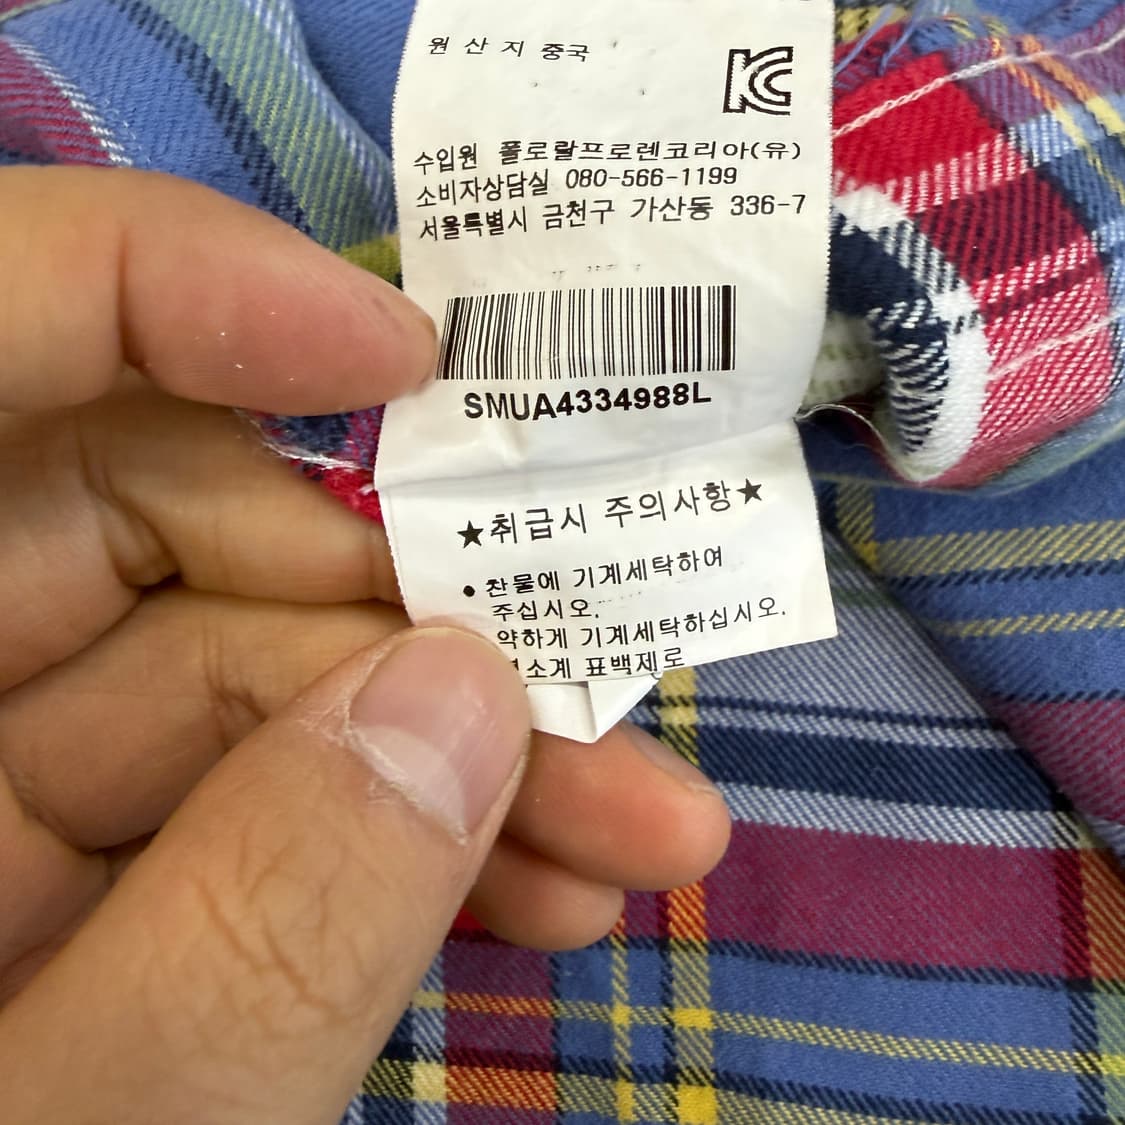 원 산 지 중국
KC
수입원 폴로랄프로렌코리아(유)
소비자상담실 080-566-1199
서울특별시 금천구 가산동 336-7
SMUA4334988L
★취급시 주의사항★
● 찬물에 기계세탁하여
주십시오.
약하게 기계세탁하십시오.
소계 표백제로